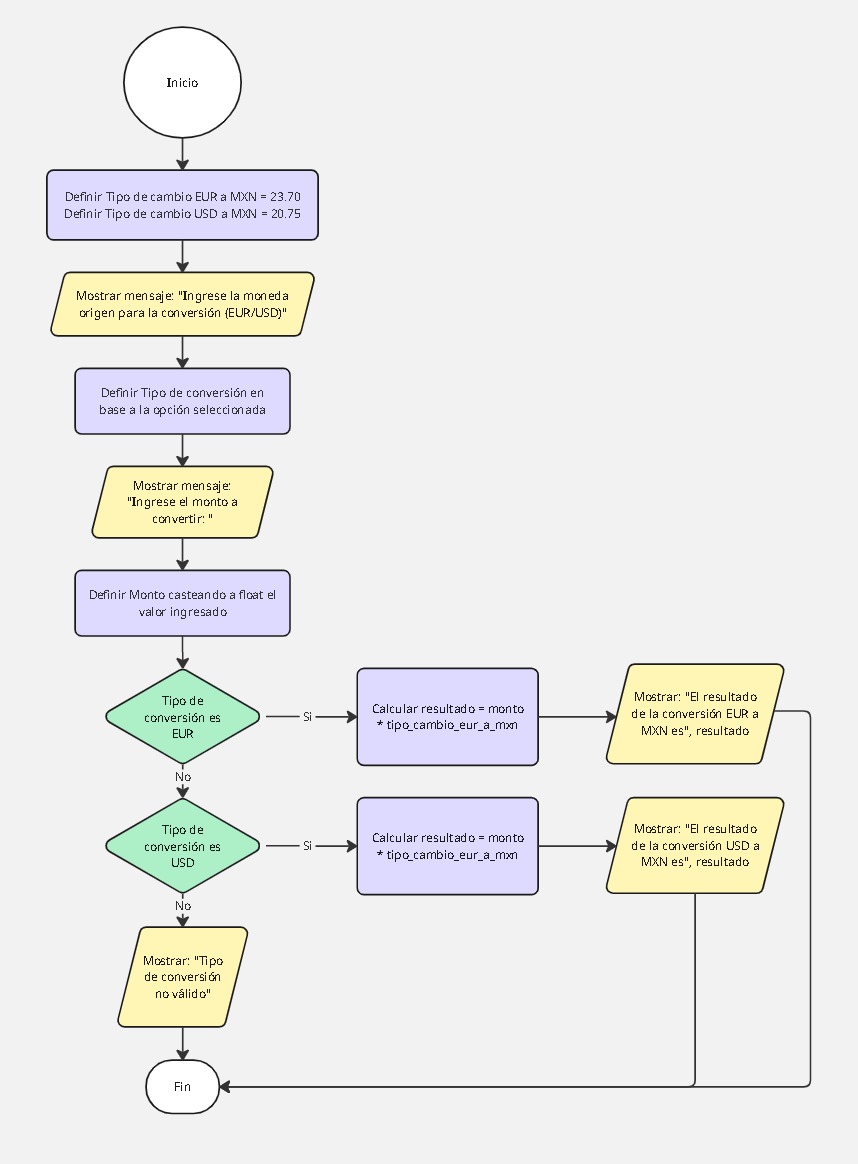 Inicio
Definir Tipo de cambio EUR a MXN = 23.70
Definir Tipo de cambio USD a MXN = 20.75
Mostrar mensaje: "Ingrese la moneda
origen para la conversión (EUR/USD)"
Definir Tipo de conversión en
base a la opción seleccionada
Mostrar mensaje:
"Ingrese el monto a
convertir: "
Definir Monto casteando a float el
valor ingresado
Tipo de
conversión es
EUR
Si
Calcular resultado = monto
* tipo_cambio_eur_a_mxn
Mostrar: "El resultado
de la conversión EUR a
MXN es", resultado
No
Tipo de
conversión es
USD
Si
Calcular resultado = monto
* tipo_cambio_eur_a_mxn
Mostrar: "El resultado
de la conversión USD a
MXN es", resultado
No
Mostrar: "Tipo
de conversión
no válido"
Fin